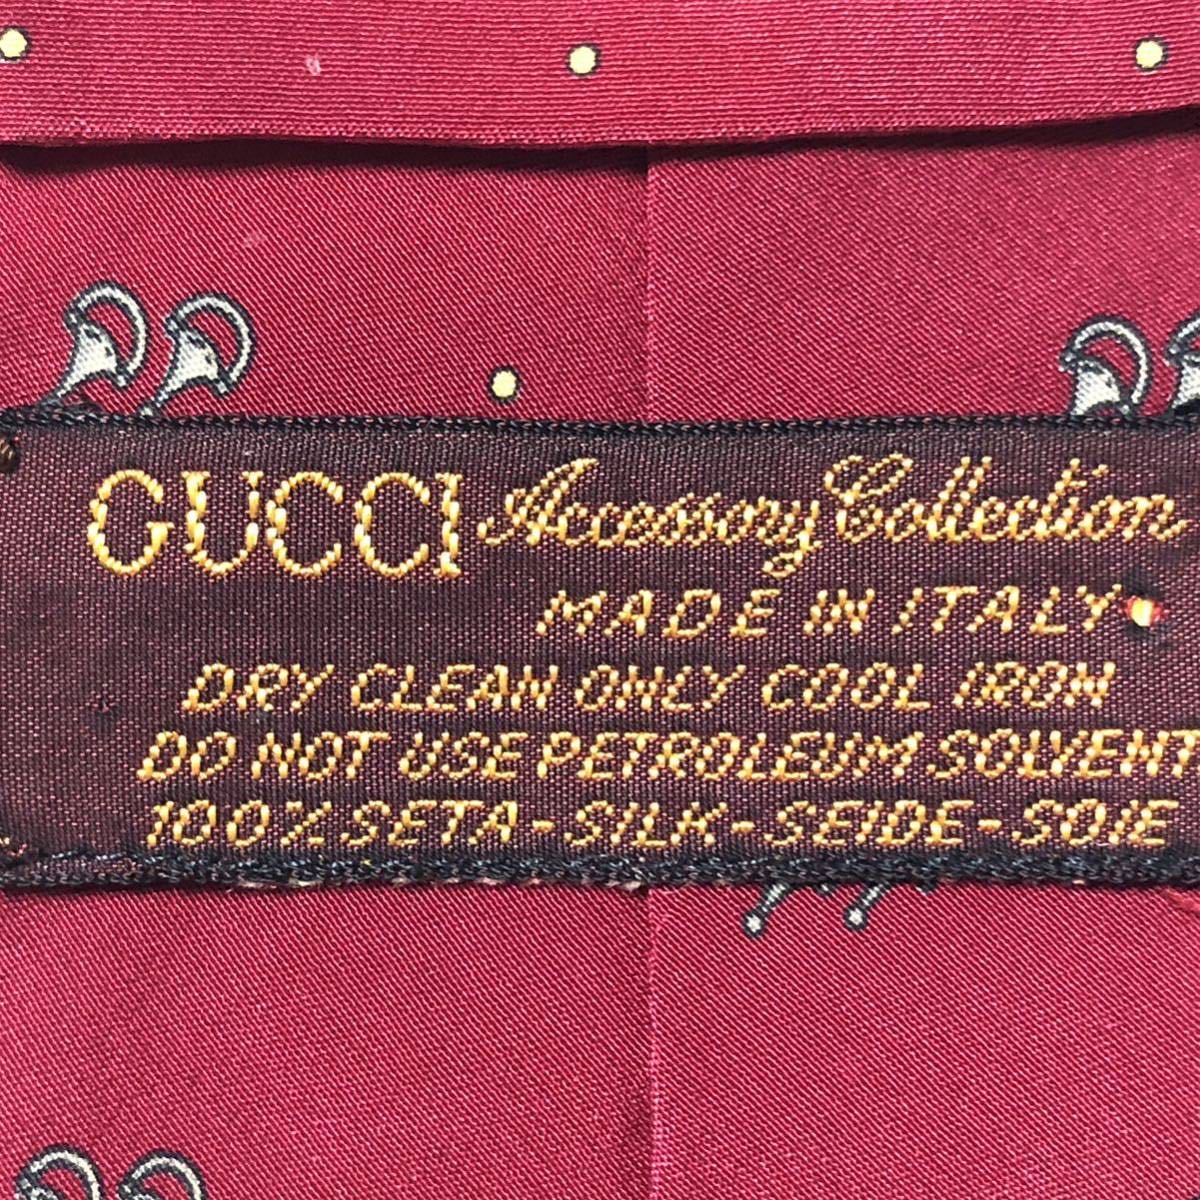 GUCCI Accessory Collection
MADE IN ITALY
DRY CLEAN ONLY COOL IRON
DO NOT USE PETROLEUM SOLVENT
100% SETA - SILK - SEIDE - SOIE